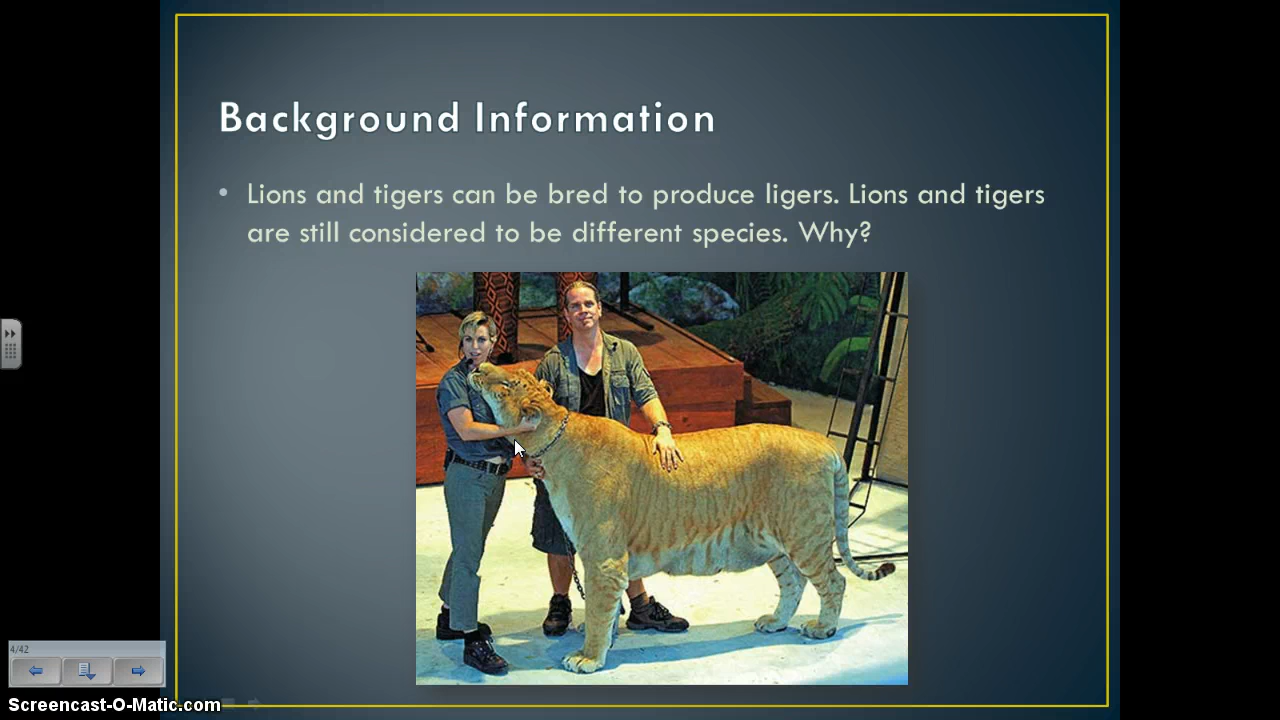 Background Information
• Lions and tigers can be bred to produce ligers. Lions and tigers
are still considered to be different species. Why?
4/42
Screencast-O-Matic.com